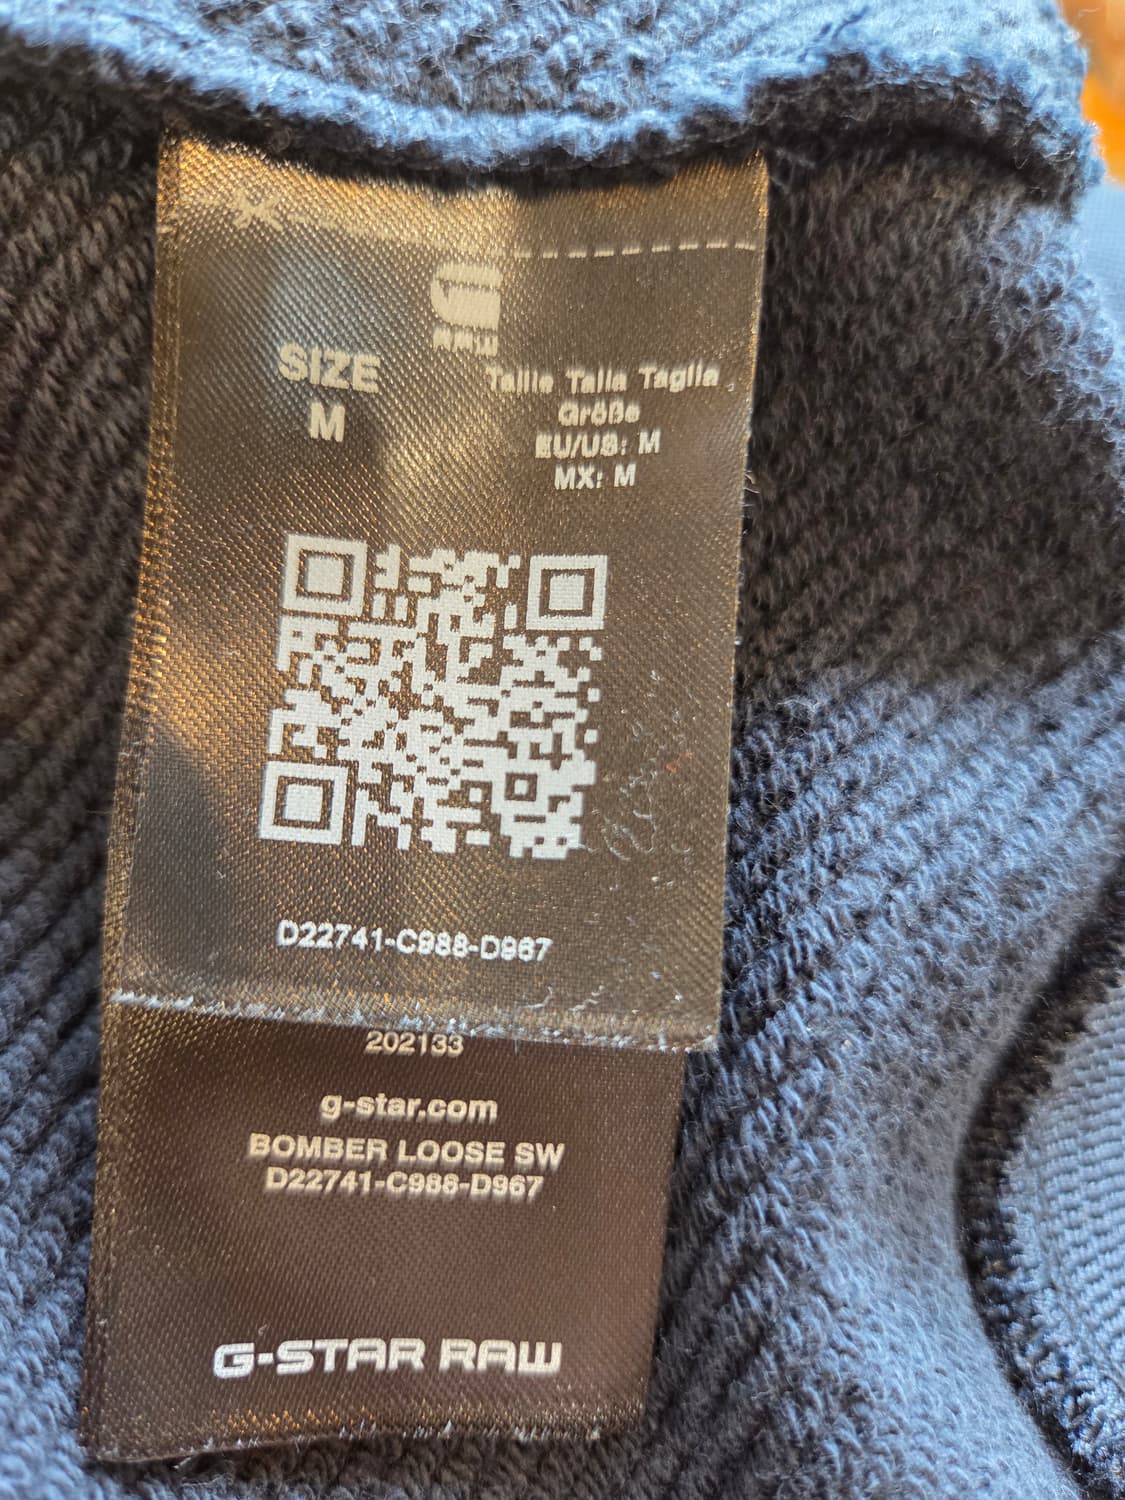 RAW
SIZE
M
Taille Talla Taglia
Größe
EU/US: M
MX: M
D22741-C988-D967
202133
g-star.com
BOMBER LOOSE SW
D22741-C988-D967
G-STAR RAW